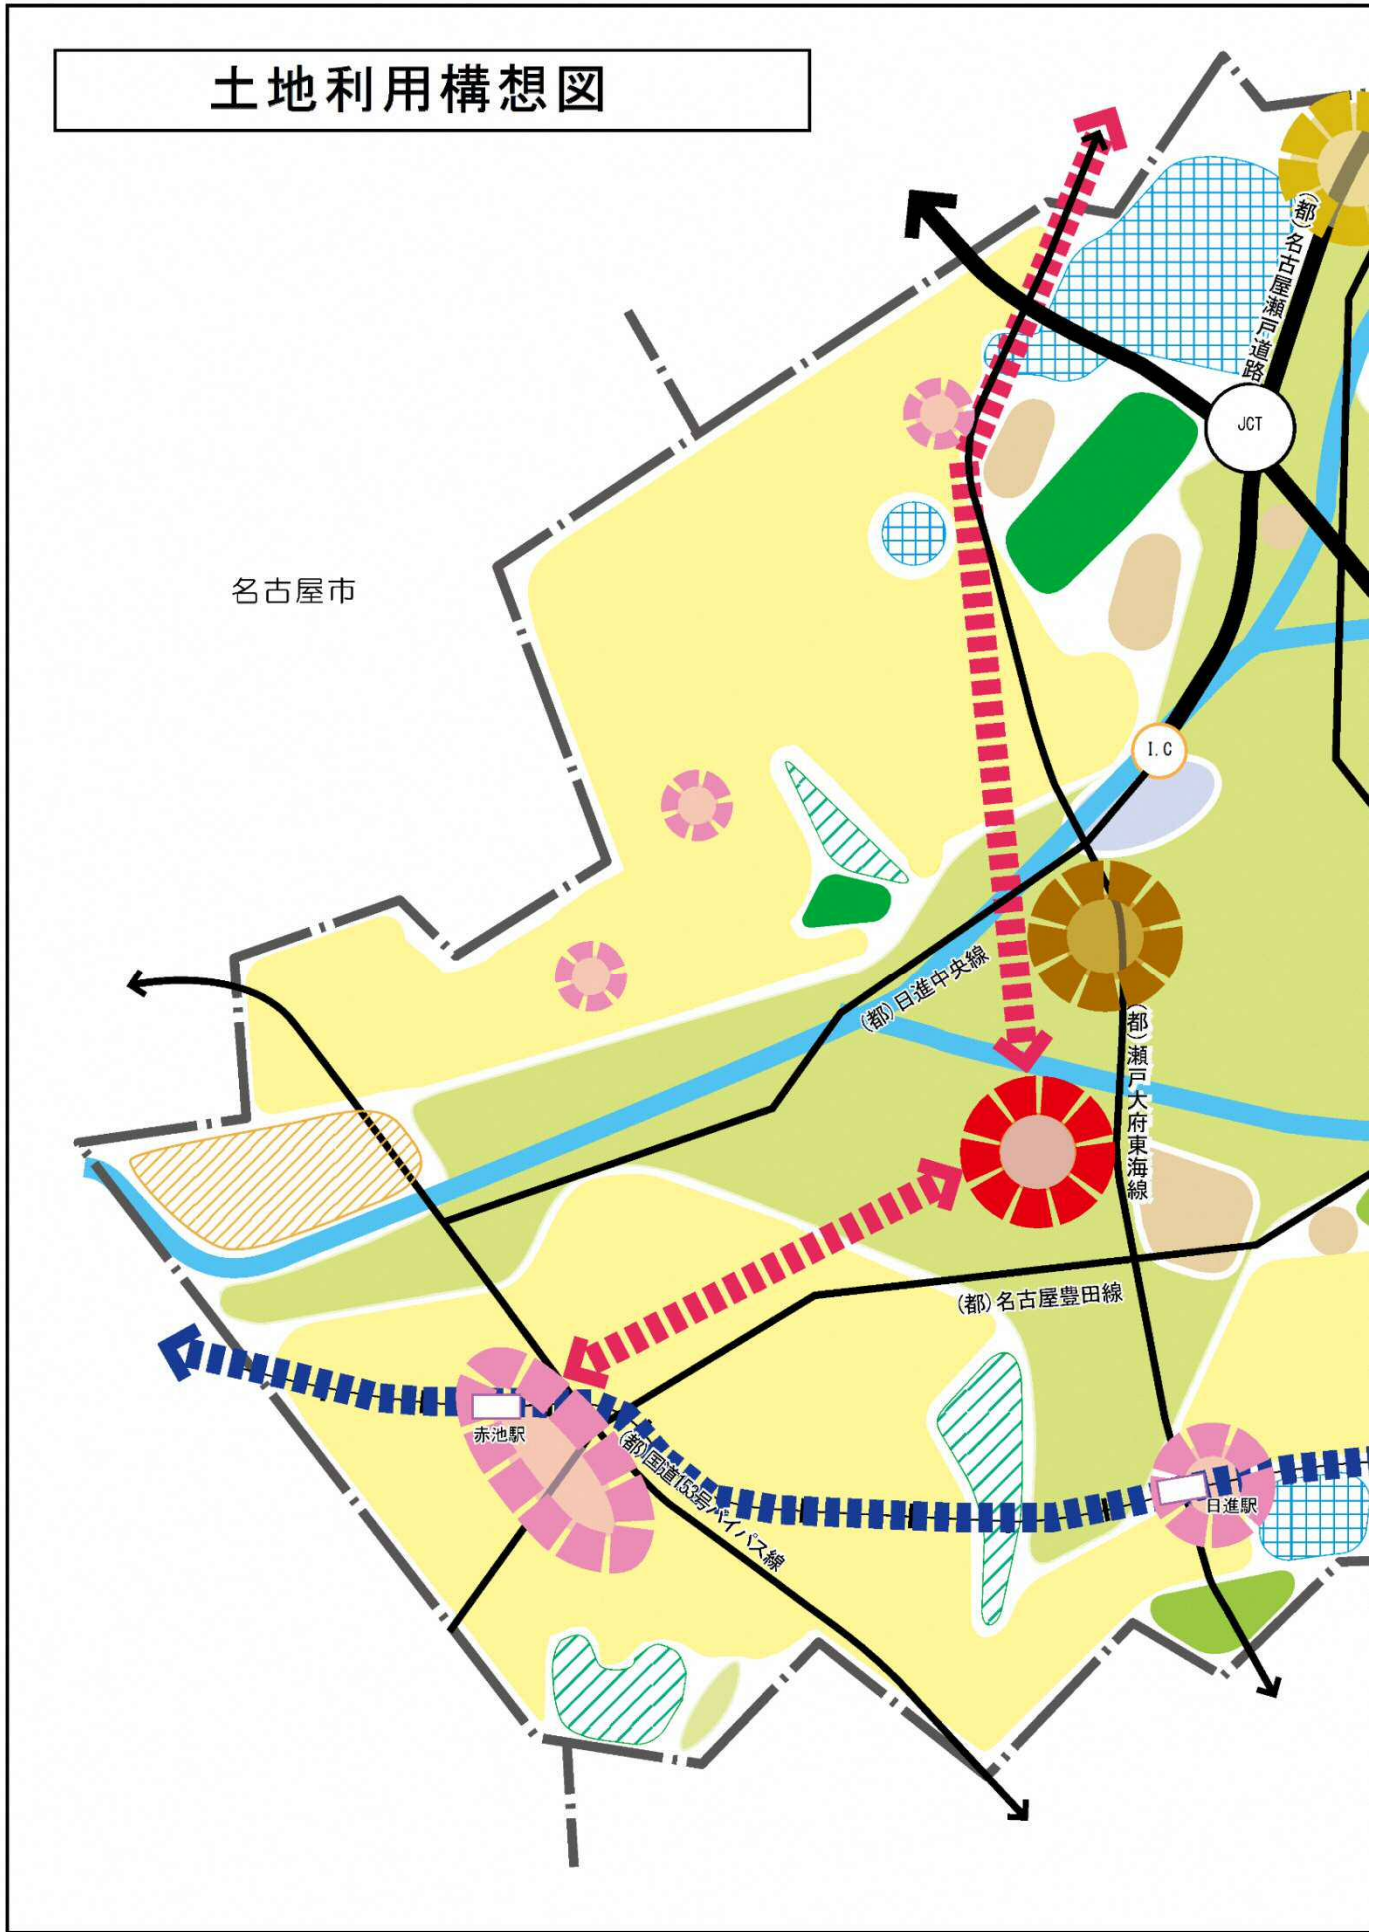 土地利用構想図
(都)名古屋瀬戸道路
JCT
名古屋市
I.C
(都)日進中央線
(都)瀬戸大府東海線
(都)名古屋豊田線
赤池駅
(都)国道153号バイパス線
日進駅